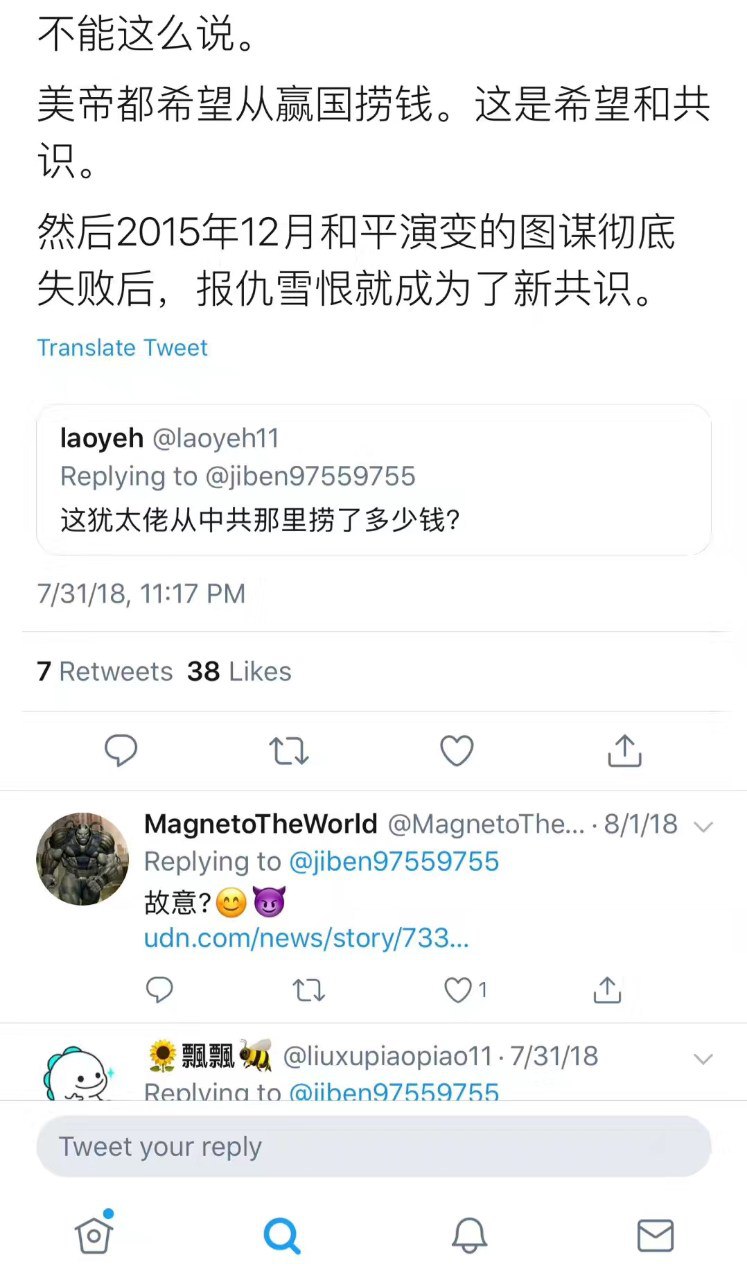 不能这么说。
美帝都希望从赢国捞钱。这是希望和共
识。
然后2015年12月和平演变的图谋彻底
失败后，报仇雪恨就成为了新共识。
Translate Tweet
laoyeh @laoyeh11
Replying to @jiben97559755
这犹太佬从中共那里捞了多少钱?
7/31/18, 11:17 PM
7 Retweets 38 Likes
MagnetoTheWorld @MagnetoThe... · 8/1/18
Replying to @jiben97559755
故意?😊😈
udn.com/news/story/733...
1
🌻飄飄🐝 @liuxupiaopiao11 · 7/31/18
Replying to @jiben97559755
Tweet your reply